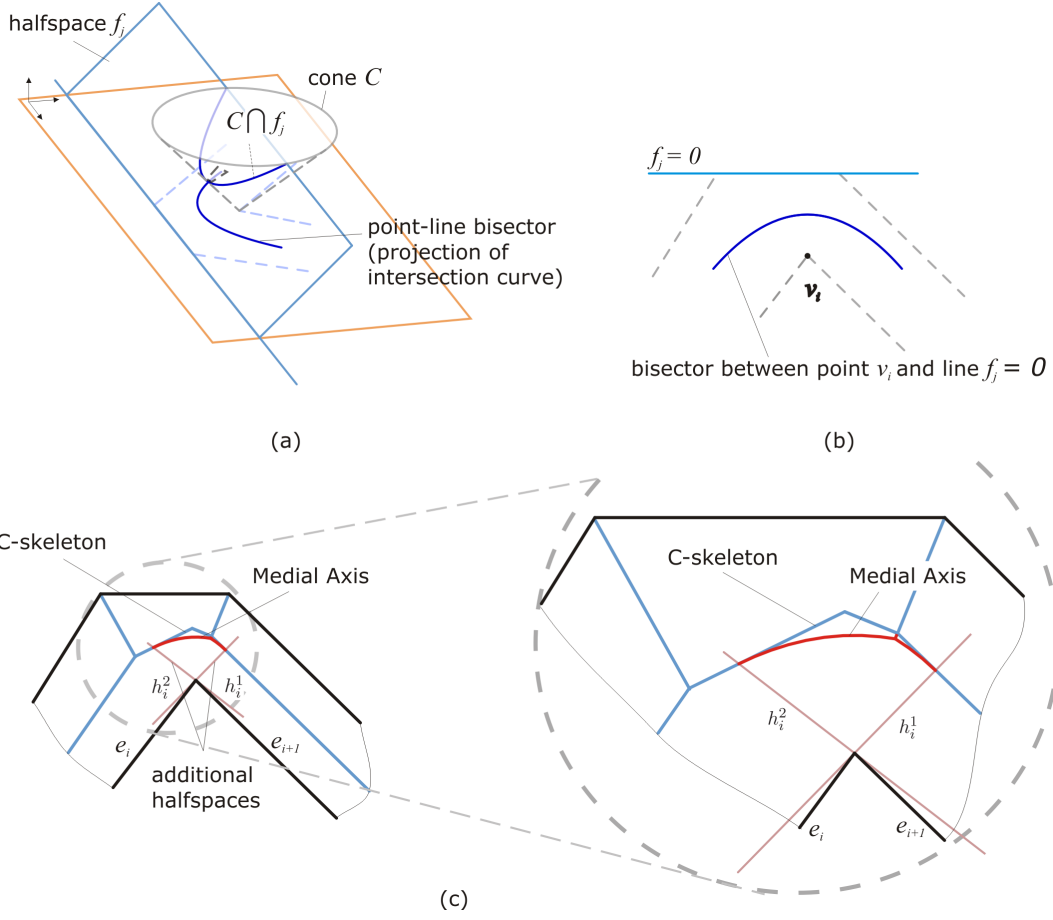 halfspace f_j
cone C
C⋂f_j
point-line bisector
(projection of
intersection curve)
(a)
f_j = 0
v_i
bisector between point v_i and line f_j = 0
(b)
C-skeleton
Medial Axis
h_i^2
h_i^1
e_i
e_{i+1}
additional
halfspaces
C-skeleton
Medial Axis
h_i^2
h_i^1
e_i
e_{i+1}
(c)